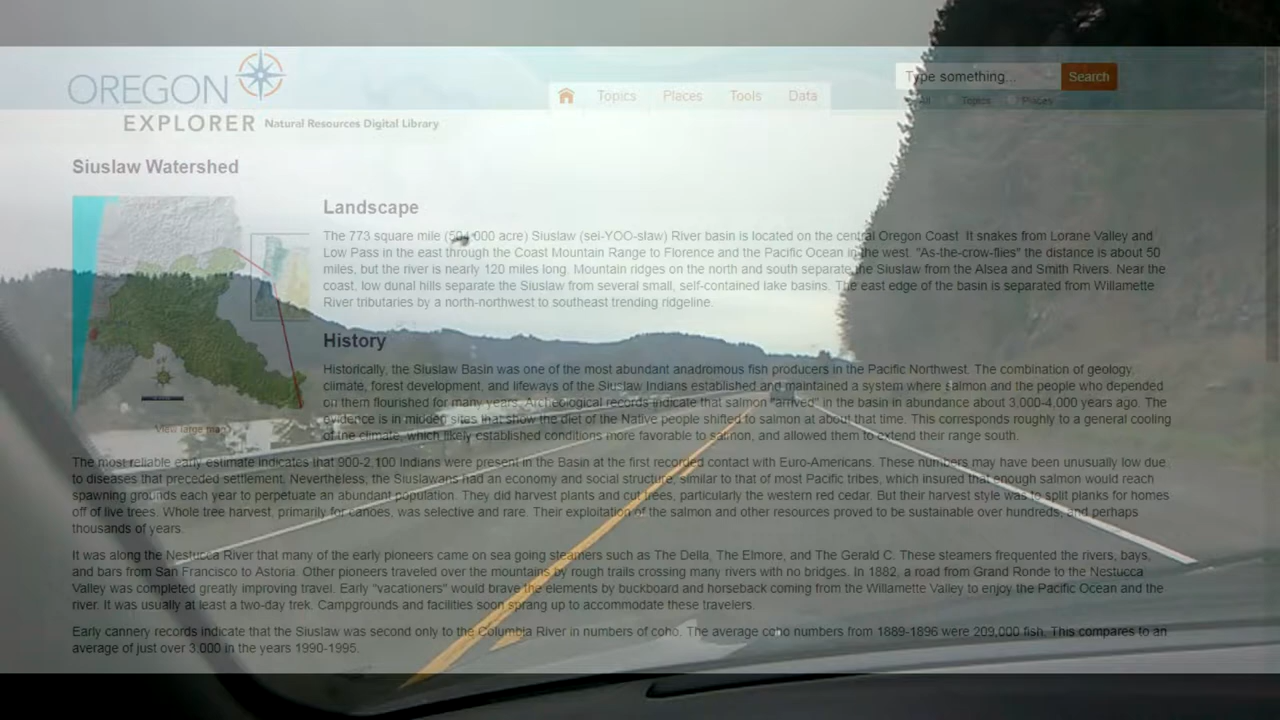 OREGON
EXPLORER Natural Resources Digital Library
Topics Places Tools Data
Type something... Search
All Topics Places
Siuslaw Watershed
View large map
Landscape
The 773 square mile (504,000 acre) Siuslaw (sei-YOO-slaw) River basin is located on the central Oregon Coast. It snakes from Lorane Valley and
Low Pass in the east through the Coast Mountain Range to Florence and the Pacific Ocean in the west. "As-the-crow-flies" the distance is about 50
miles, but the river is nearly 120 miles long. Mountain ridges on the north and south separate the Siuslaw from the Alsea and Smith Rivers. Near the
coast, low dunal hills separate the Siuslaw from several small, self-contained lake basins. The east edge of the basin is separated from Willamette
River tributaries by a north-northwest to southeast trending ridgeline.
History
Historically, the Siuslaw Basin was one of the most abundant anadromous fish producers in the Pacific Northwest. The combination of geology,
climate, forest development, and lifeways of the Siuslaw Indians established and maintained a system where salmon and the people who depended
on them flourished for many years. Archeological records indicate that salmon "arrived" in the basin in abundance about 3,000-4,000 years ago. The
evidence is in midden sites that show the diet of the Native people shifted to salmon at about that time. This corresponds roughly to a general cooling
of the climate, which likely established conditions more favorable to salmon, and allowed them to extend their range south.
The most reliable early estimate indicates that 900-2,100 Indians were present in the Basin at the first recorded contact with Euro-Americans. These numbers may have been unusually low due
to diseases that preceded settlement. Nevertheless, the Siuslawans had an economy and social structure, similar to that of most Pacific tribes, which insured that enough salmon would reach
spawning grounds each year to perpetuate an abundant population. They did harvest plants and cut trees, particularly the western red cedar. But their harvest style was to split planks for homes
off of live trees. Whole tree harvest, primarily for canoes, was selective and rare. Their exploitation of the salmon and other resources proved to be sustainable over hundreds, and perhaps
thousands of years.
It was along the Nestucca River that many of the early pioneers came on sea going steamers such as The Della, The Elmore, and The Gerald C. These steamers frequented the rivers, bays,
and bars from San Francisco to Astoria. Other pioneers traveled over the mountains by rough trails crossing many rivers with no bridges. In 1882, a road from Grand Ronde to the Nestucca
Valley was completed greatly improving travel. Early "vacationers" would brave the elements by buckboard and horseback coming from the Willamette Valley to enjoy the Pacific Ocean and the
river. It was usually at least a two-day trek. Campgrounds and facilities soon sprang up to accommodate these travelers.
Early cannery records indicate that the Siuslaw was second only to the Columbia River in numbers of coho. The average coho numbers from 1889-1896 were 209,000 fish. This compares to an
average of just over 3,000 in the years 1990-1995.